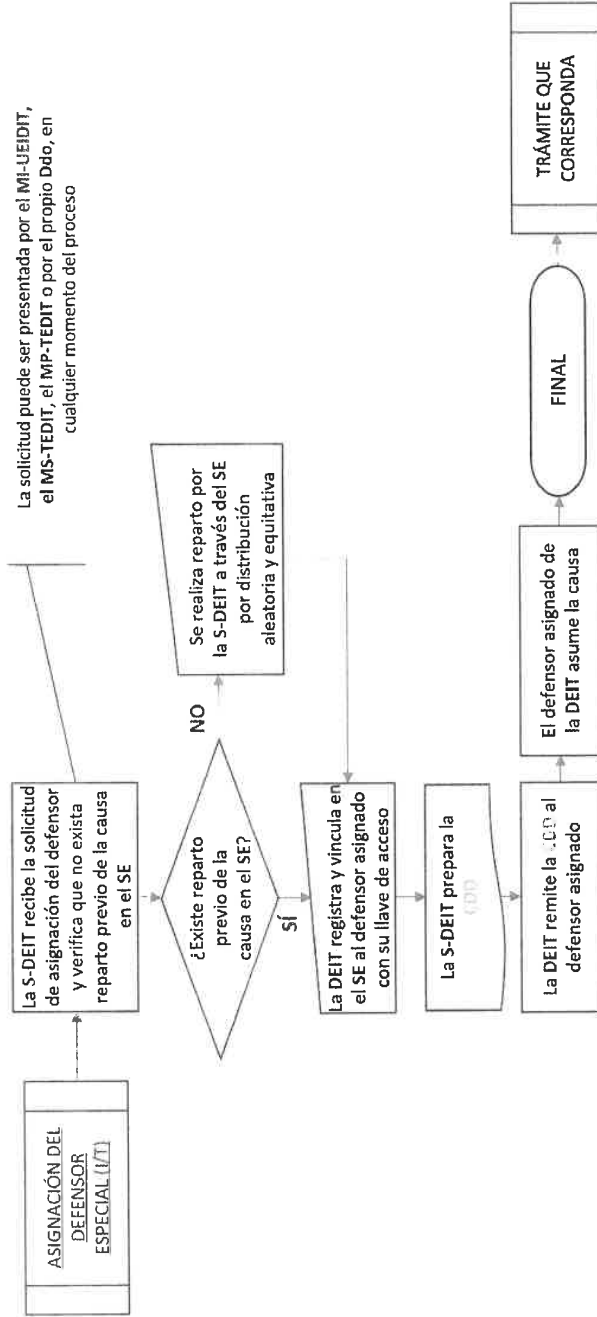 ASIGNACIÓN DEL
DEFENSOR
ESPECIAL (I/T)
La S-DEIT recibe la solicitud
de asignación del defensor
y verifica que no exista
reparto previo de la causa
en el SE
La solicitud puede ser presentada por el MI-UEIDIT,
el MS-TEDIT, el MP-TEDIT o por el propio Ddo, en
cualquier momento del proceso
¿Existe reparto
previo de la
causa en el SE?
NO
Se realiza reparto por
la S-DEIT a través del SE
por distribución
aleatoria y equitativa
SÍ
La DEIT registra y vincula en
el SE al defensor asignado
con su llave de acceso
La S-DEIT prepara la
CDD
La DEIT remite la CDD al
defensor asignado
El defensor asignado de
la DEIT asume la causa
FINAL
TRÁMITE QUE
CORRESPONDA